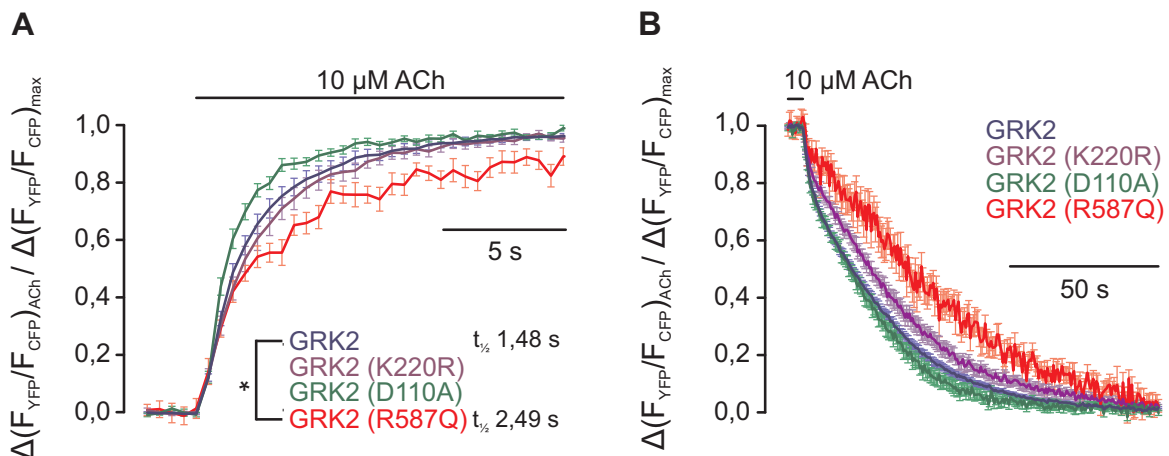 A
10 µM ACh
Δ(F_YFP/F_CFP)_ACh / Δ(F_YFP/F_CFP)_max
1,0
0,8
0,6
0,4
0,2
0,0
5 s
GRK2 t_½ 1,48 s
GRK2 (K220R)
*
GRK2 (D110A)
GRK2 (R587Q) t_½ 2,49 s
B
10 µM ACh
Δ(F_YFP/F_CFP)_ACh / Δ(F_YFP/F_CFP)_max
1,0
0,8
0,6
0,4
0,2
0,0
GRK2
GRK2 (K220R)
GRK2 (D110A)
GRK2 (R587Q)
50 s